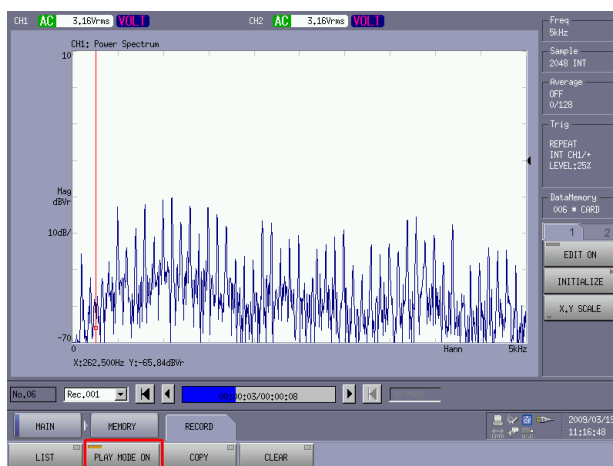 CH1 AC 3.16Vrms VOLT CH2 AC 3.16Vrms VOLT
CH1: Power Spectrum
10
Mag
dBVr
10dB/
-70
0 Hann 5kHz
X:262.500Hz Y:-65.84dBVr
Freq
5kHz
Sample
2048 INT
Average
OFF
0/128
Trig
REPEAT
INT CH1/+
LEVEL:25%
DataMemory
006 * CARD
1 2
EDIT ON
INITIALIZE
X,Y SCALE
No.06 Rec.001 00:00:03/00:00:08
MAIN MEMORY RECORD
2009/03/19
11:16:48
LIST PLAY MODE ON COPY CLEAR